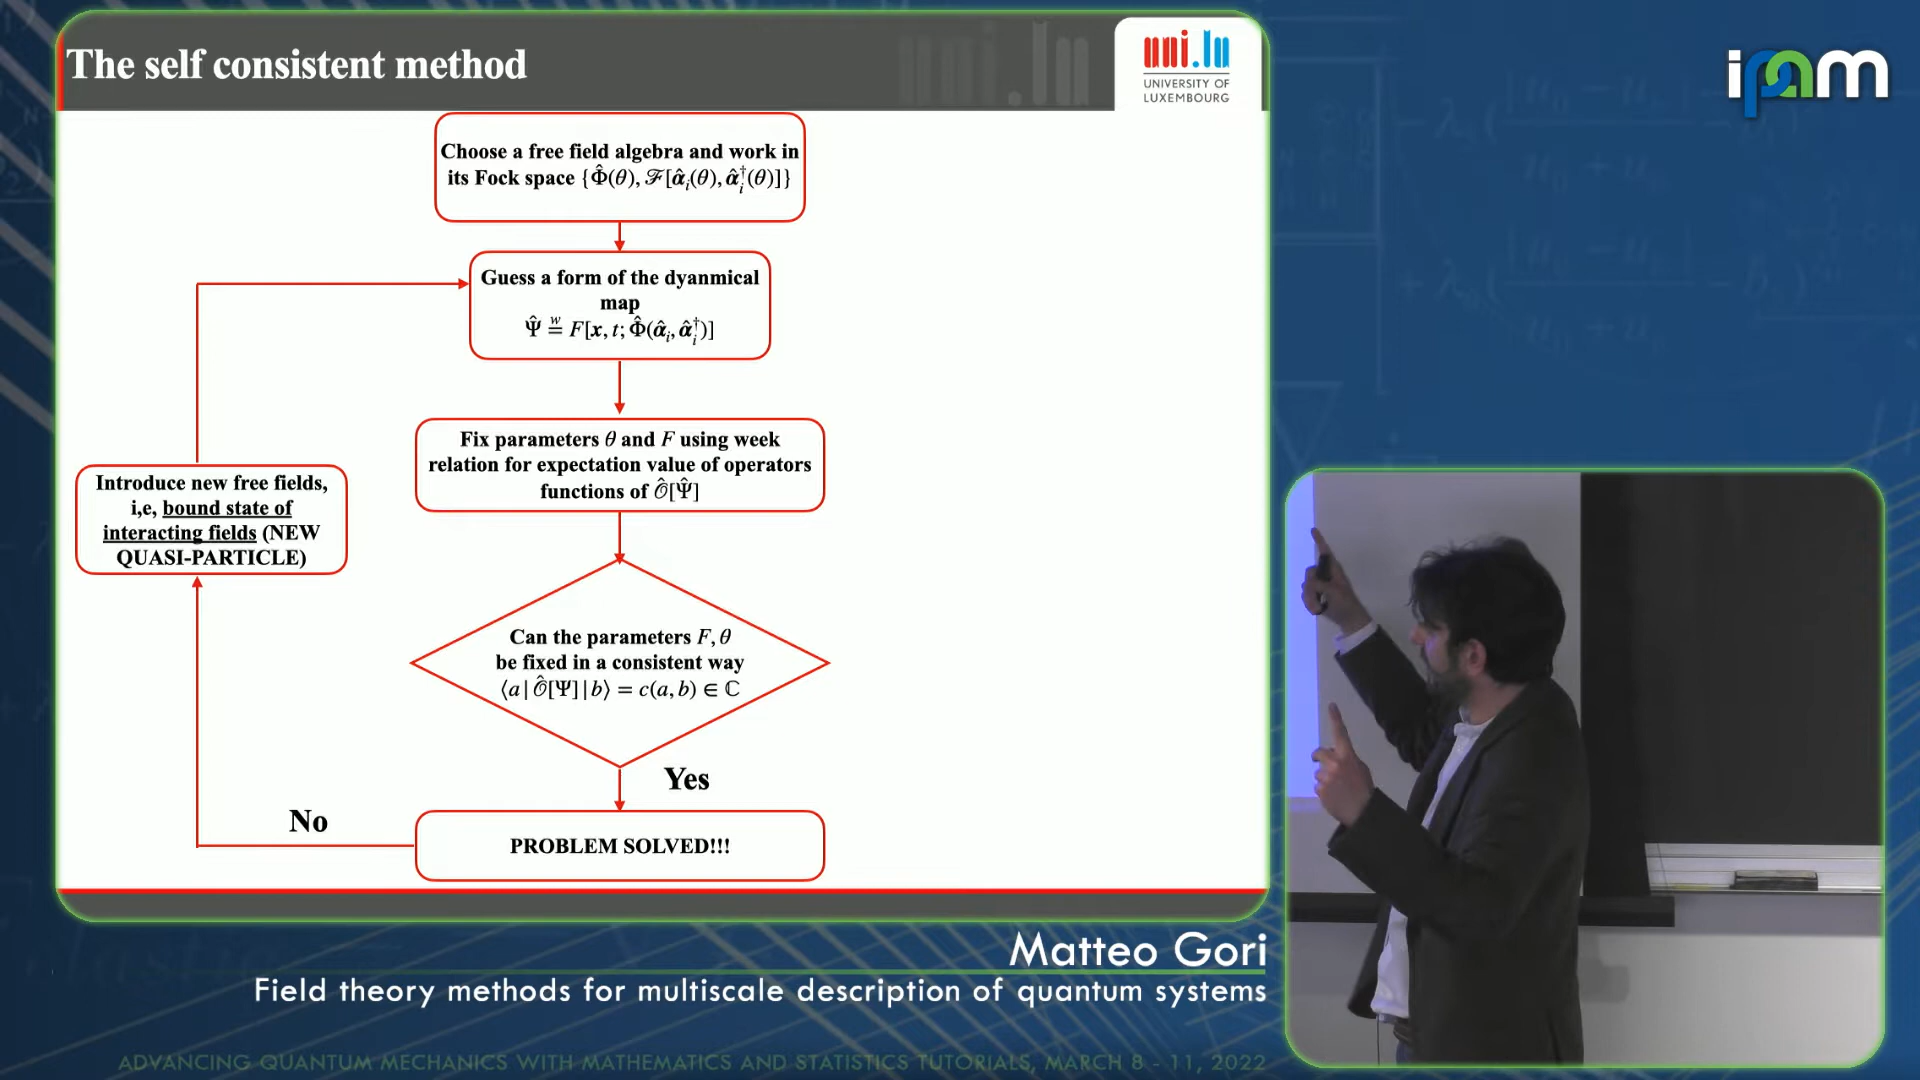 The self consistent method
uni.lu
UNIVERSITY OF
LUXEMBOURG
ipam
Choose a free field algebra and work in
its Fock space {Φ̂(θ), ℱ[α̂ᵢ(θ), α̂ᵢ†(θ)]}
Guess a form of the dyanmical
map
Ψ̂ =ʷ F[x, t; Φ̂(α̂ᵢ, α̂ᵢ†)]
Fix parameters θ and F using week
relation for expectation value of operators
functions of 𝒪̂[Ψ̂]
Introduce new free fields,
i,e, bound state of
interacting fields (NEW
QUASI-PARTICLE)
Can the parameters F, θ
be fixed in a consistent way
⟨a | 𝒪̂[Ψ] | b⟩ = c(a, b) ∈ ℂ
Yes
No
PROBLEM SOLVED!!!
Matteo Gori
Field theory methods for multiscale description of quantum systems
ADVANCING QUANTUM MECHANICS WITH MATHEMATICS AND STATISTICS TUTORIALS, MARCH 8 - 11, 2022